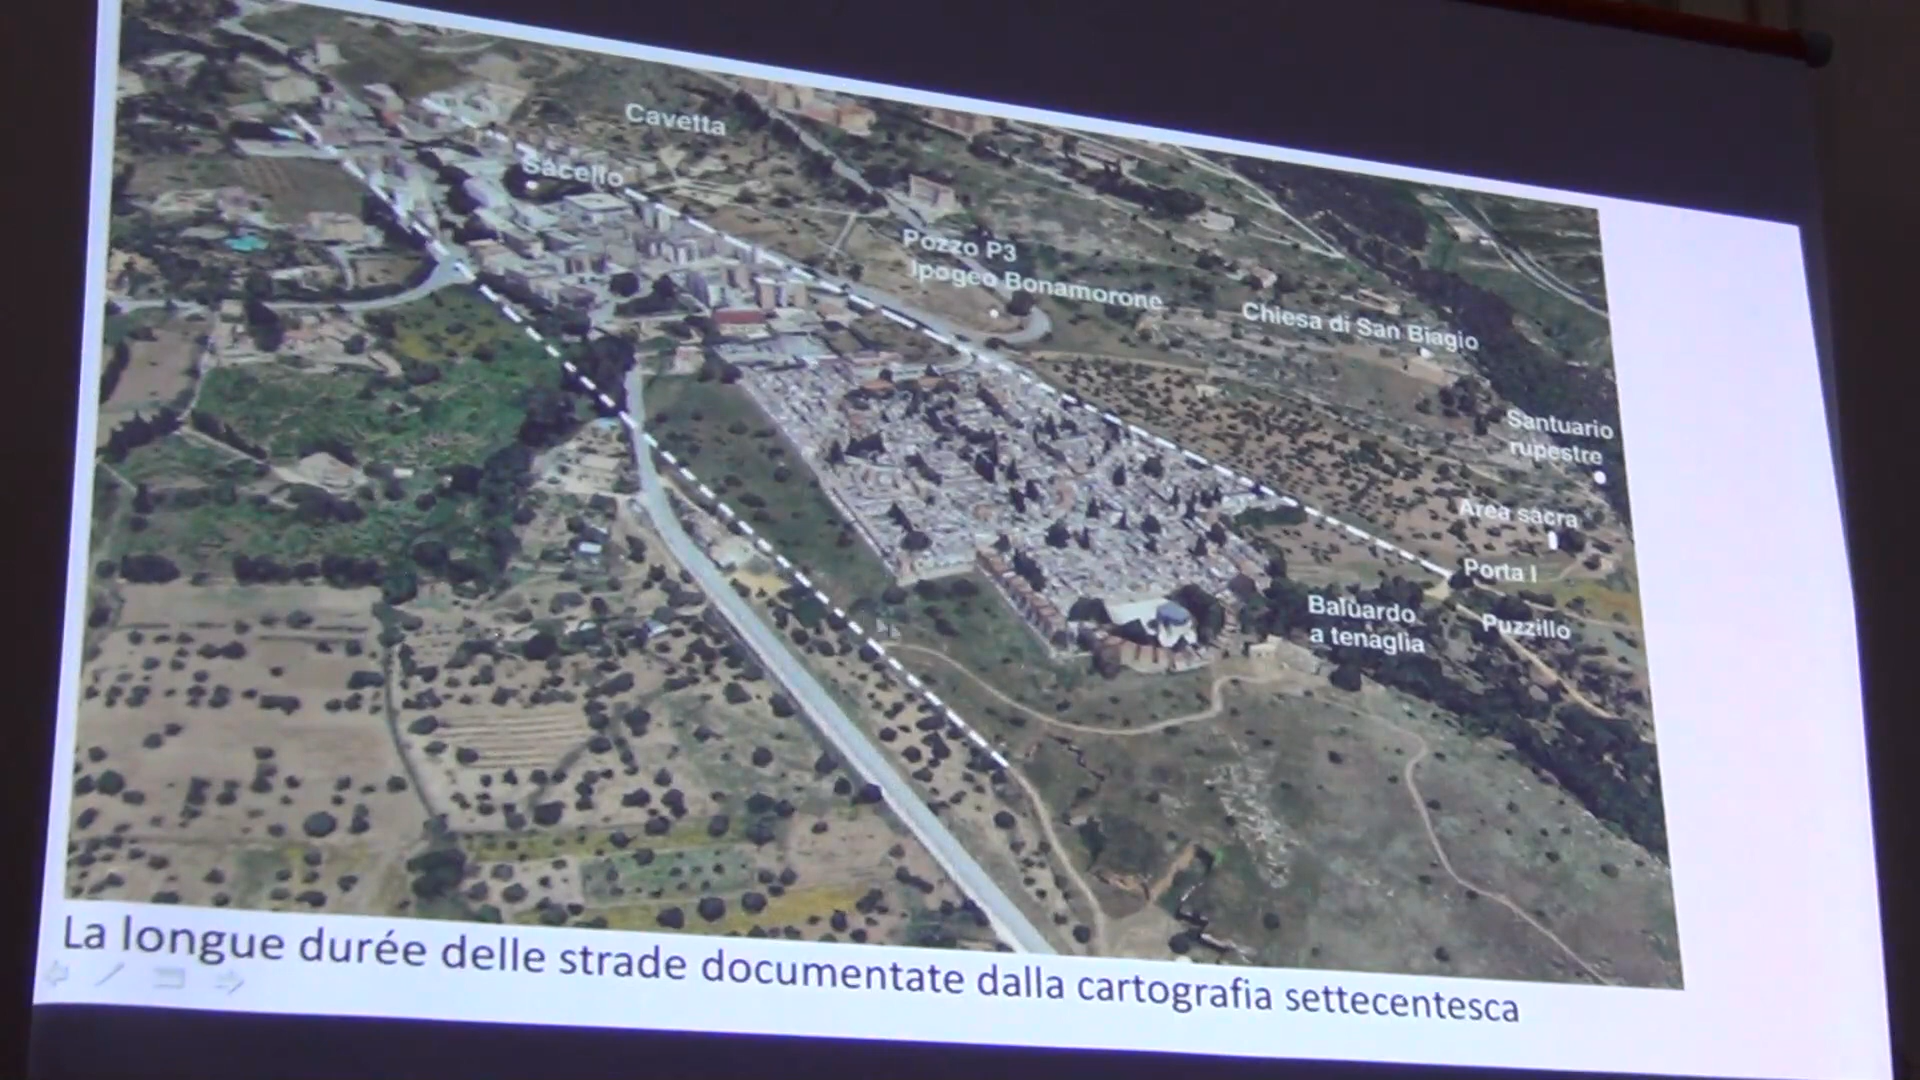 Cavetta
Sacello
Pozzo P3
Ipogeo Bonamorone
Chiesa di San Biagio
Santuario
rupestre
Area sacra
Porta I
Baluardo
a tenaglia
Puzzillo
La longue durée delle strade documentate dalla cartografia settecentesca